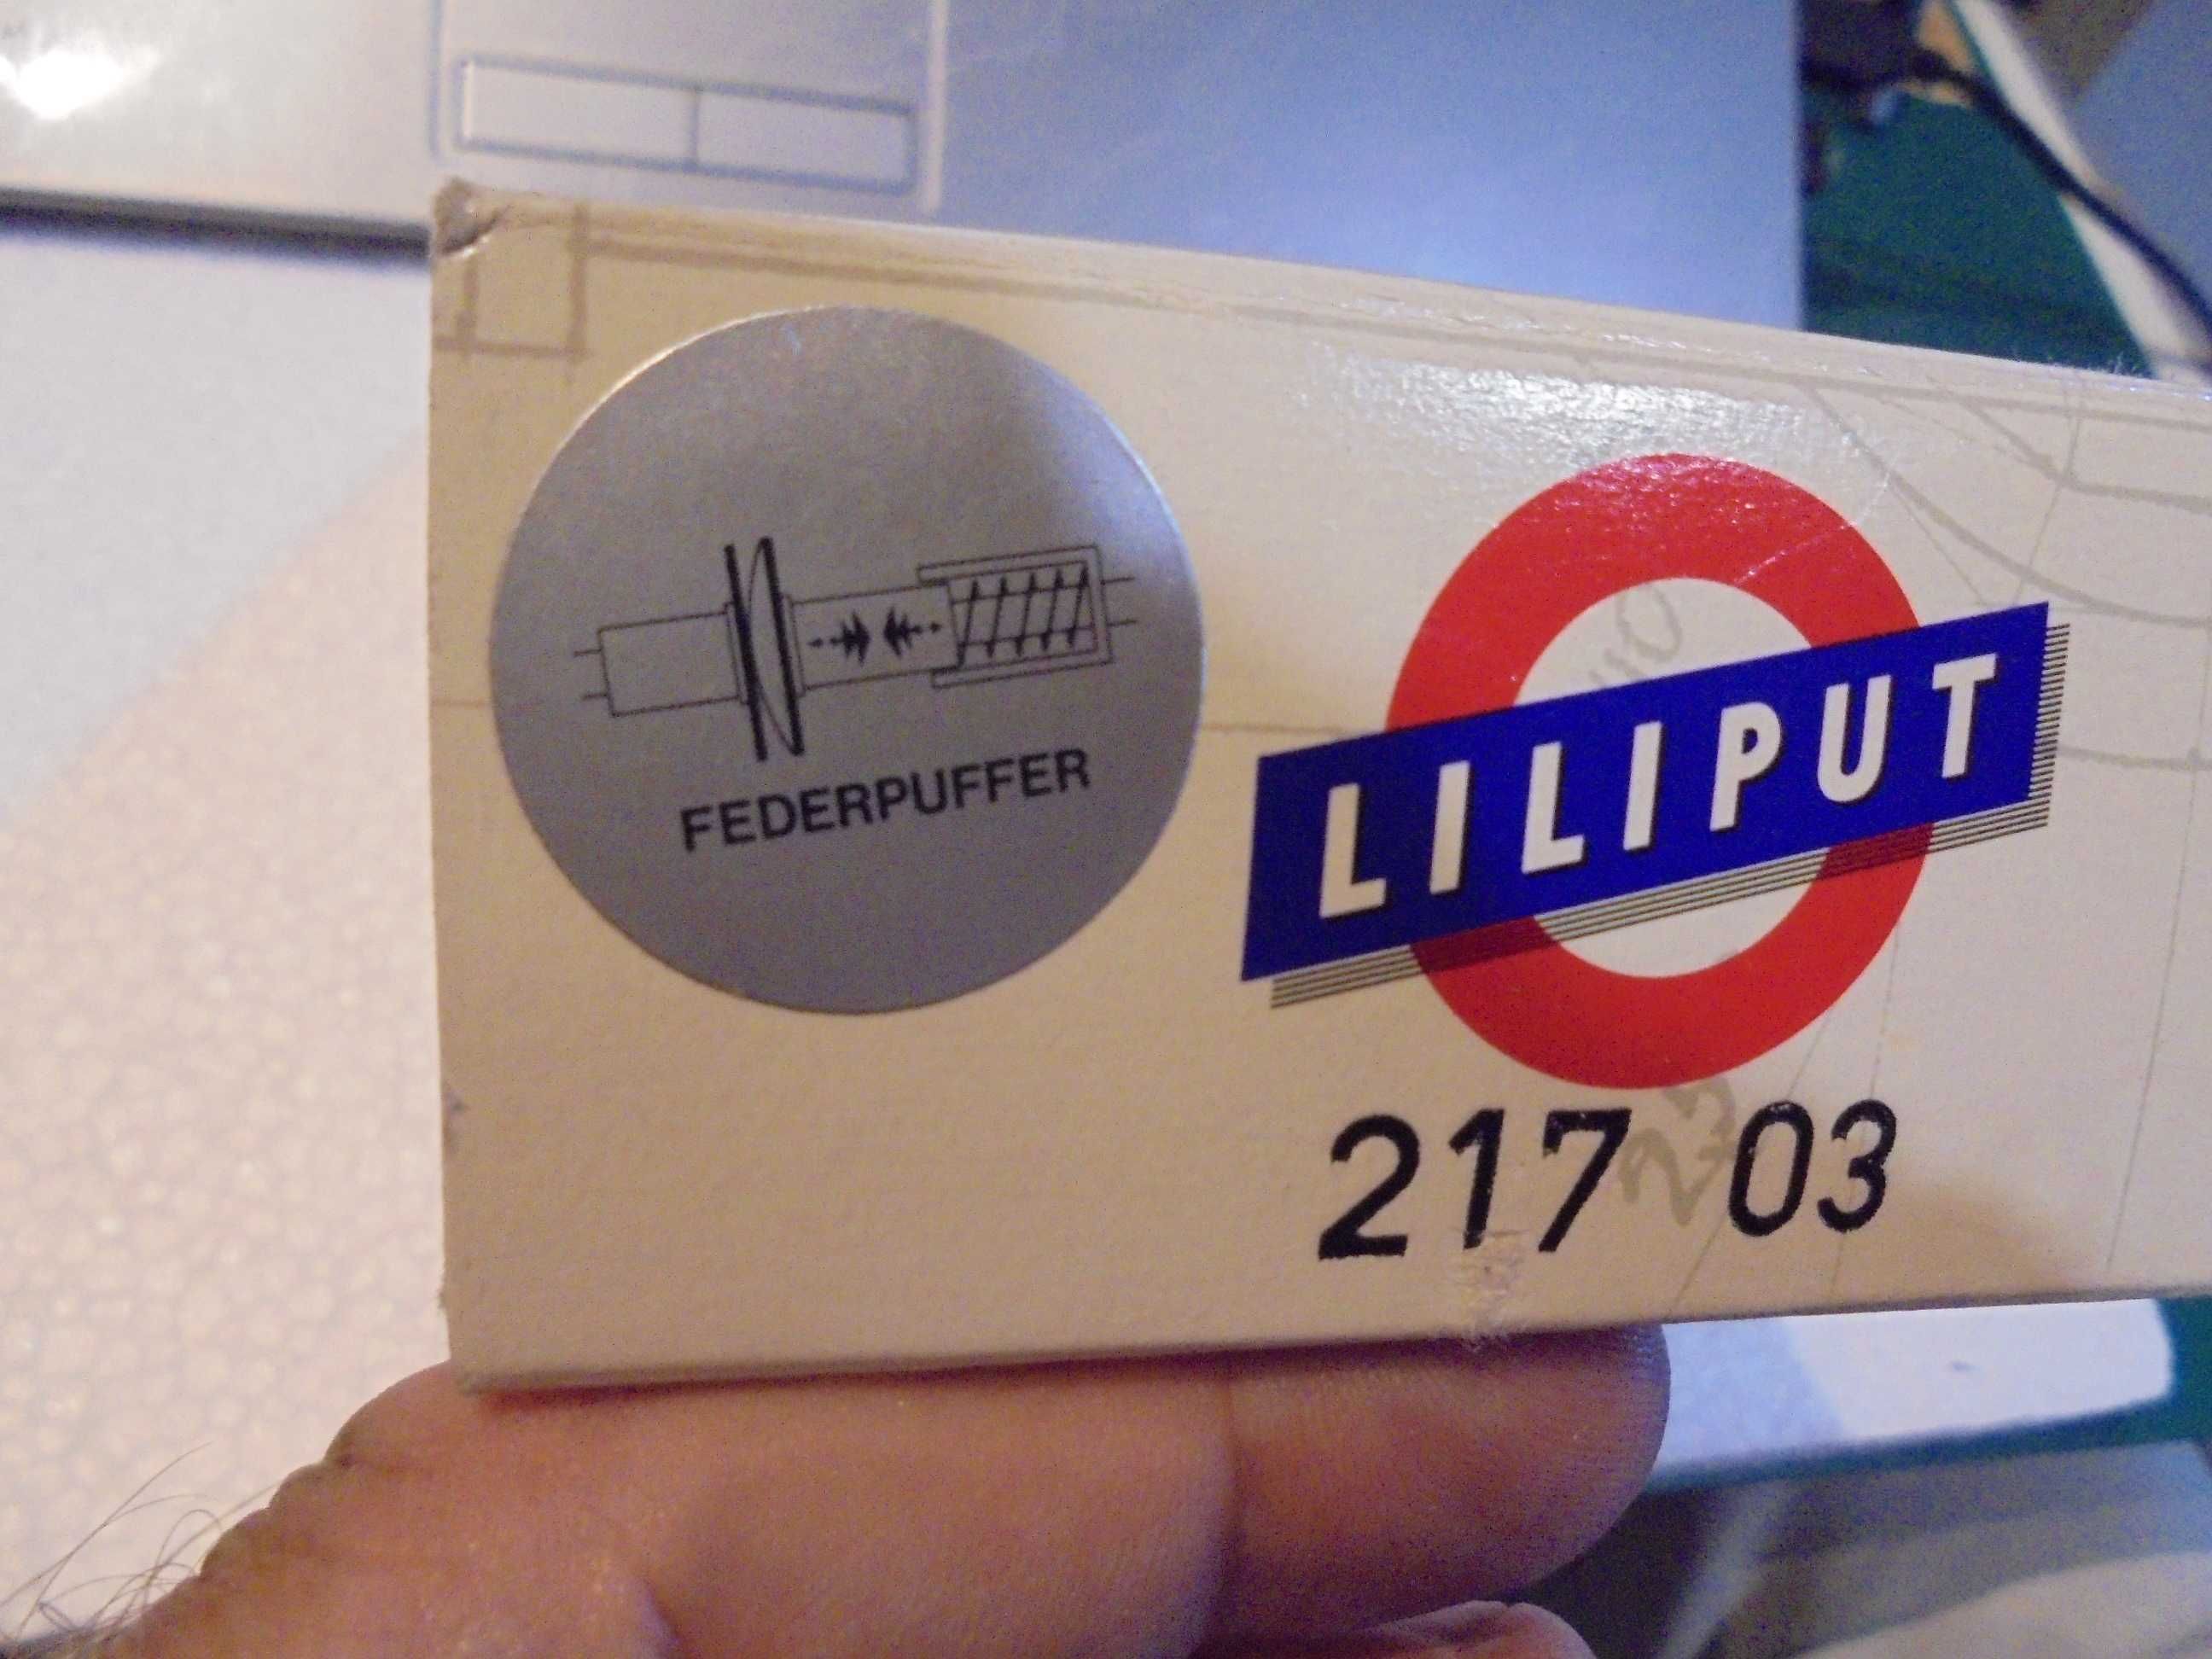 FEDERPUFFER
LILIPUT
217 03